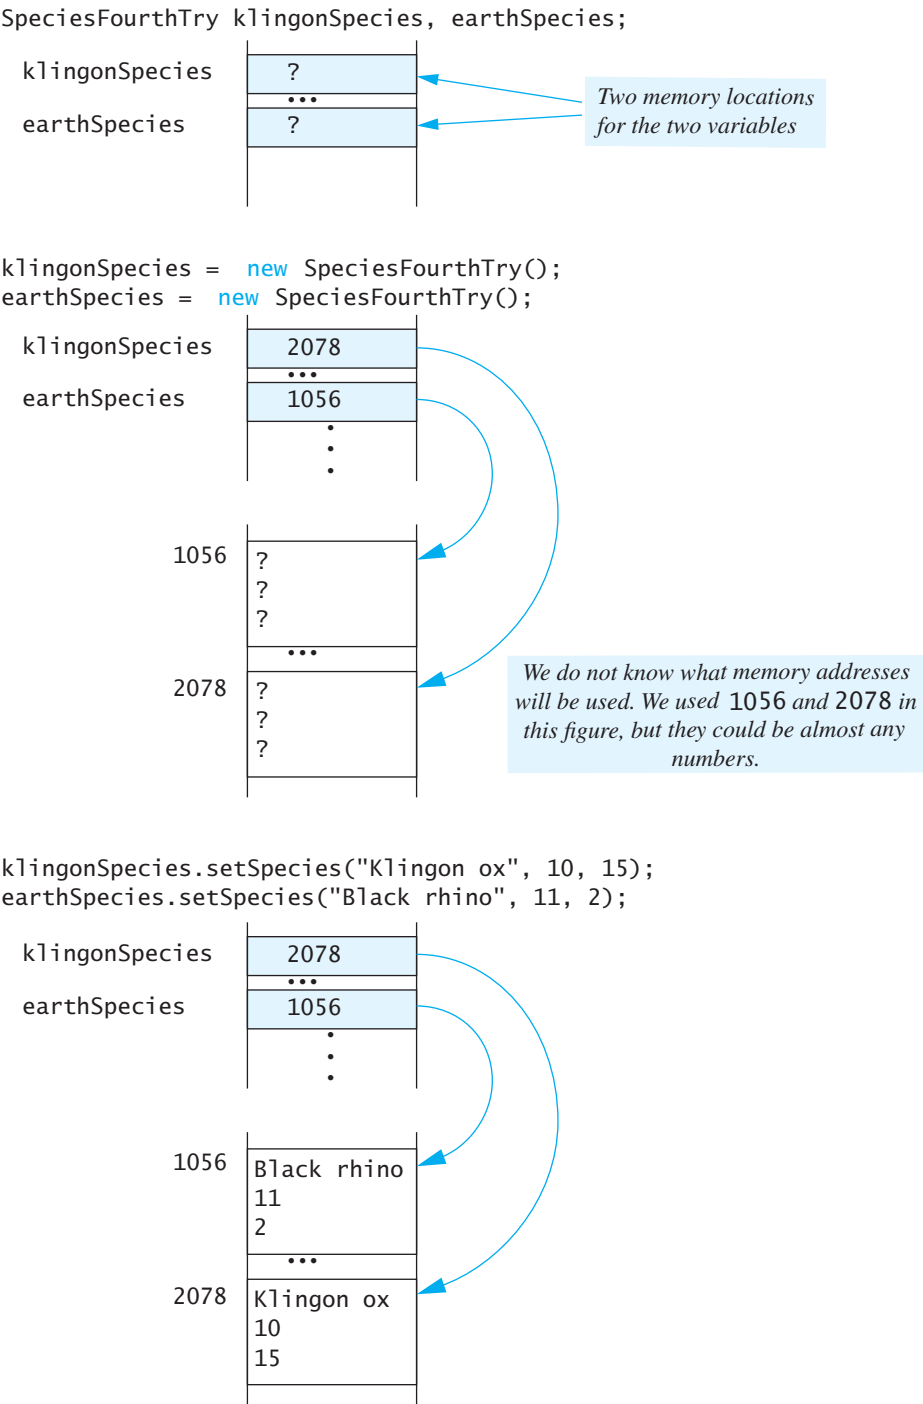 SpeciesFourthTry klingonSpecies, earthSpecies;
klingonSpecies ?
•••
earthSpecies ?
Two memory locations
for the two variables
klingonSpecies = new SpeciesFourthTry();
earthSpecies = new SpeciesFourthTry();
klingonSpecies 2078
•••
earthSpecies 1056
1056 ?
?
?
•••
2078 ?
?
?
We do not know what memory addresses
will be used. We used 1056 and 2078 in
this figure, but they could be almost any
numbers.
klingonSpecies.setSpecies("Klingon ox", 10, 15);
earthSpecies.setSpecies("Black rhino", 11, 2);
klingonSpecies 2078
•••
earthSpecies 1056
1056 Black rhino
11
2
•••
2078 Klingon ox
10
15